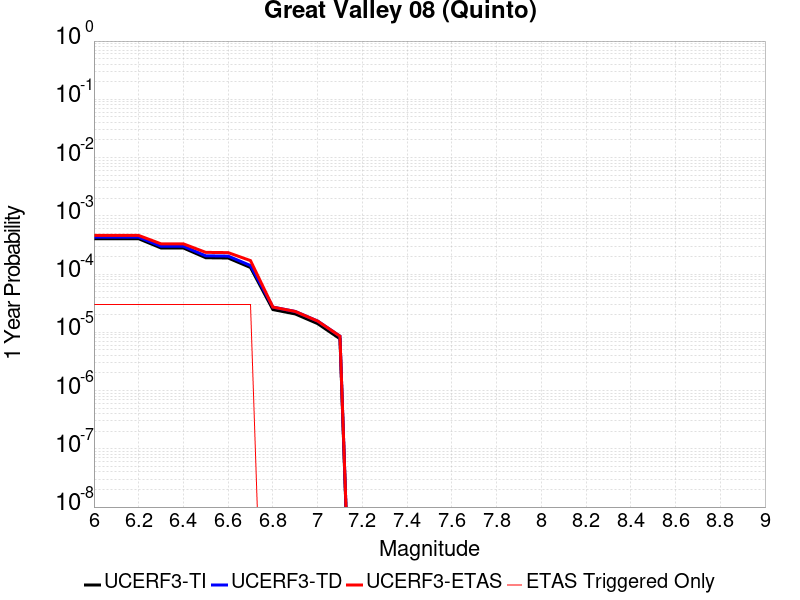 Great Valley 08 (Quinto)
10^0
10^-1
10^-2
10^-3
10^-4
10^-5
10^-6
10^-7
10^-8
1 Year Probability
6 6.2 6.4 6.6 6.8 7 7.2 7.4 7.6 7.8 8 8.2 8.4 8.6 8.8 9
Magnitude
UCERF3-TI UCERF3-TD UCERF3-ETAS ETAS Triggered Only